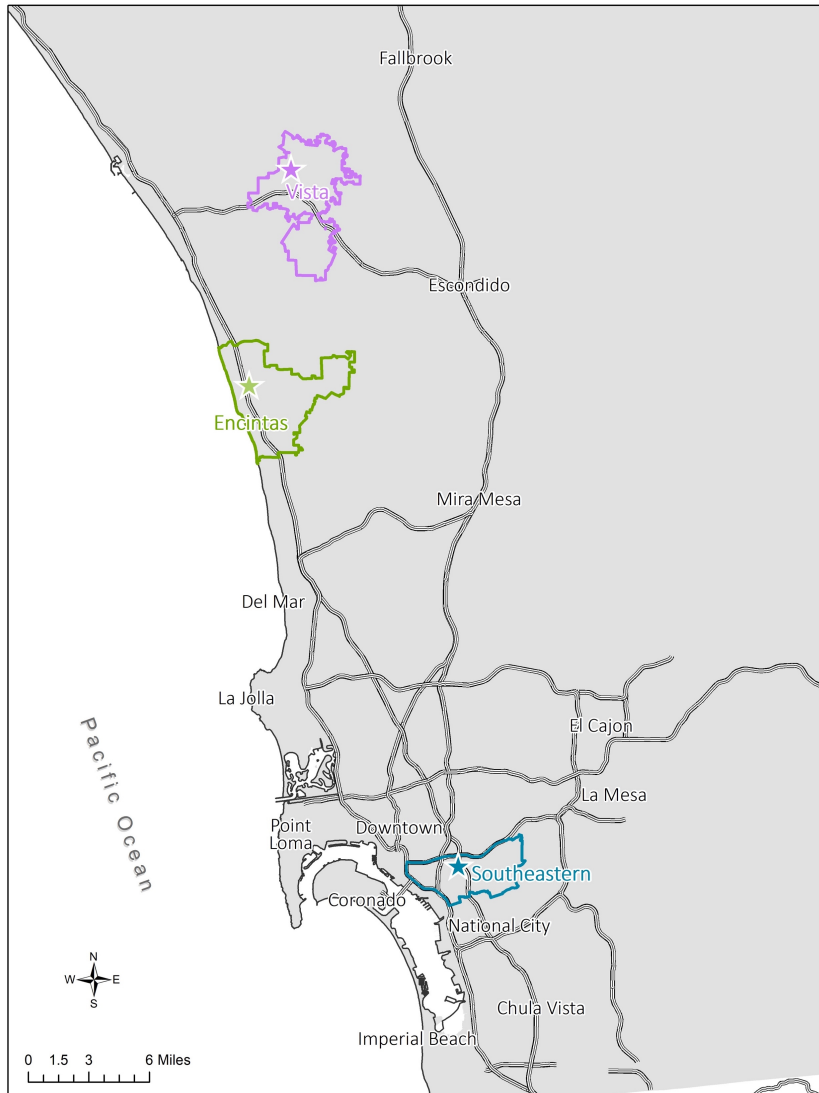 Fallbrook
Vista
Escondido
Encintas
Mira Mesa
Del Mar
La Jolla
El Cajon
Pacific Ocean
La Mesa
Point
Loma
Downtown
Southeastern
Coronado
National City
N
W
E
S
Chula Vista
Imperial Beach
0 1.5 3 6 Miles